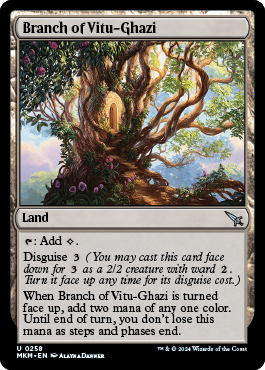 Branch of Vitu-Ghazi
Land
: Add .
Disguise 3 (You may cast this card face
down for 3 as a 2/2 creature with ward 2.
Turn it face up any time for its disguise cost.)
When Branch of Vitu-Ghazi is turned
face up, add two mana of any one color.
Until end of turn, you don't lose this
mana as steps and phases end.
U 0258
MKM • EN Alayna Danner
™ & © 2024 Wizards of the Coast